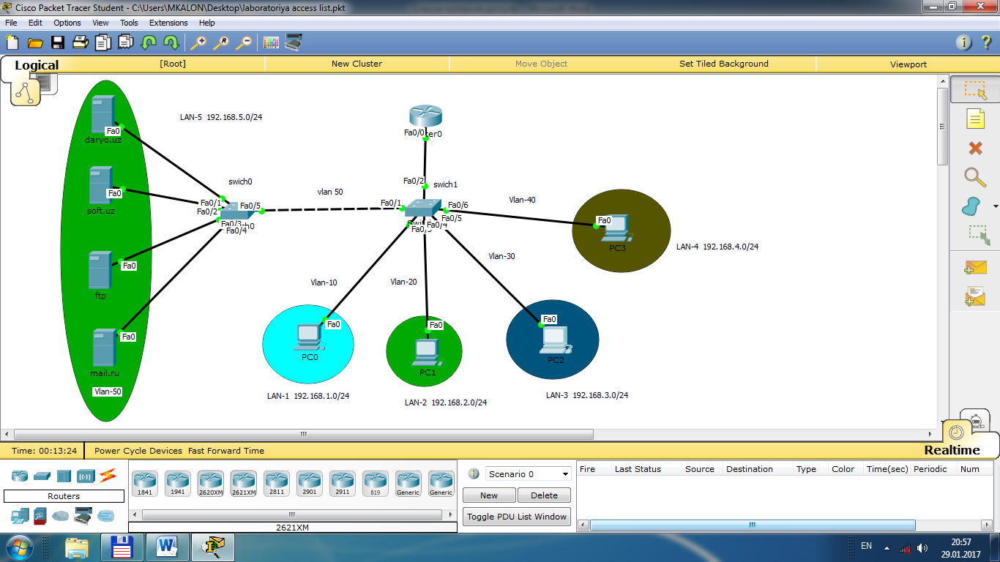 Cisco Packet Tracer Student - C:\Users\MKALON\Desktop\laboratoriya access list.pkt
File Edit Options View Tools Extensions Help
Logical [Root] New Cluster Move Object Set Tiled Background Viewport
LAN-5 192.168.5.0/24
Fa0
daryo.uz
Fa0/0
ter0
swich0
Fa0/2
swich1
vlan 50
Vlan-40
Fa0
soft.uz
Fa0/1
Fa0/5
Fa0/2
Fa0/3
Fa0/4
Fa0/1
Fa0/6
Fa0/5
Fa0/4
Fa0
PC3
LAN-4 192.168.4.0/24
Fa0
ftp
Vlan-10
Vlan-20
Vlan-30
Fa0
mail.ru
Vlan-50
Fa0
PC0
LAN-1 192.168.1.0/24
Fa0
PC1
LAN-2 192.168.2.0/24
Fa0
PC2
LAN-3 192.168.3.0/24
Time: 00:13:24 Power Cycle Devices Fast Forward Time Realtime
Routers
1841 1941 2620XM 2621XM 2811 2901 2911 819 Generic Generic
2621XM
Scenario 0
New Delete
Toggle PDU List Window
Fire Last Status Source Destination Type Color Time(sec) Periodic Num
EN
20:57
29.01.2017